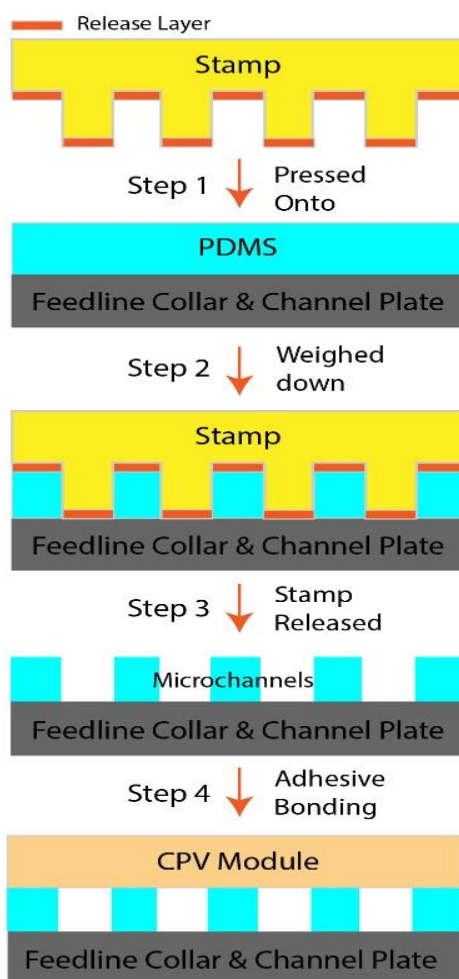 Release Layer
Stamp
Step 1
Pressed
Onto
PDMS
Feedline Collar & Channel Plate
Step 2
Weighed
down
Stamp
Feedline Collar & Channel Plate
Step 3
Stamp
Released
Microchannels
Feedline Collar & Channel Plate
Step 4
Adhesive
Bonding
CPV Module
Feedline Collar & Channel Plate